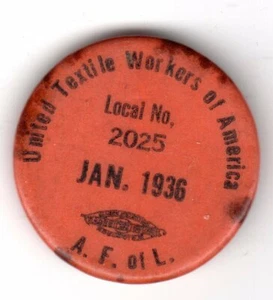 United Textile Workers of America
Local No.
2025
JAN. 1936
A. F. of L.